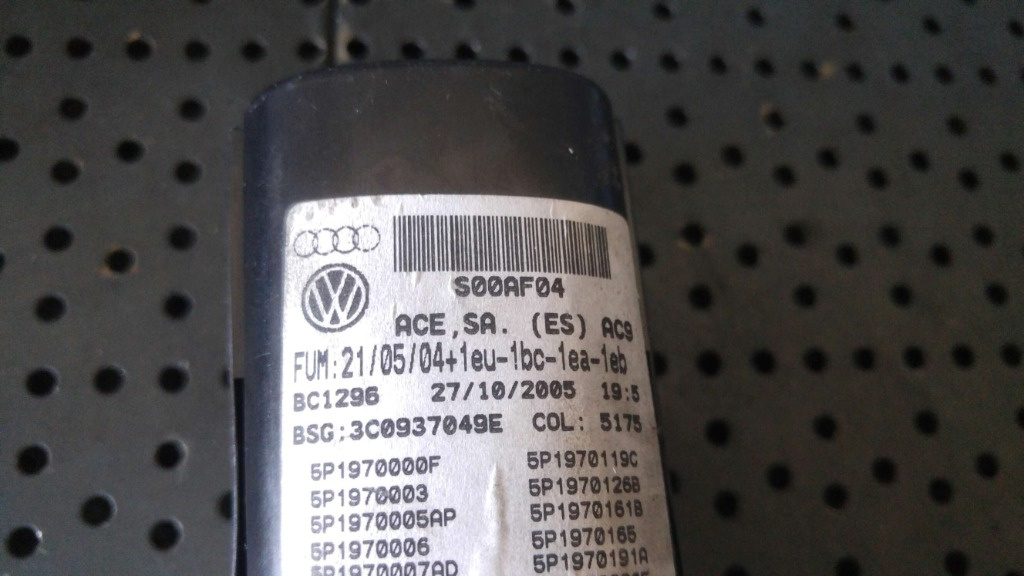 S00AF04
ACE,SA. (ES) AC9
FUM:21/05/04+1eu-1bc-1ea-1eb
BC1296 27/10/2005 19:5
BSG:3C0937049E COL: 5175
5P1970000F 5P1970119C
5P1970003 5P1970126B
5P1970005AP 5P1970161B
5P1970006 5P1970165
5P1970007AD 5P1970191A